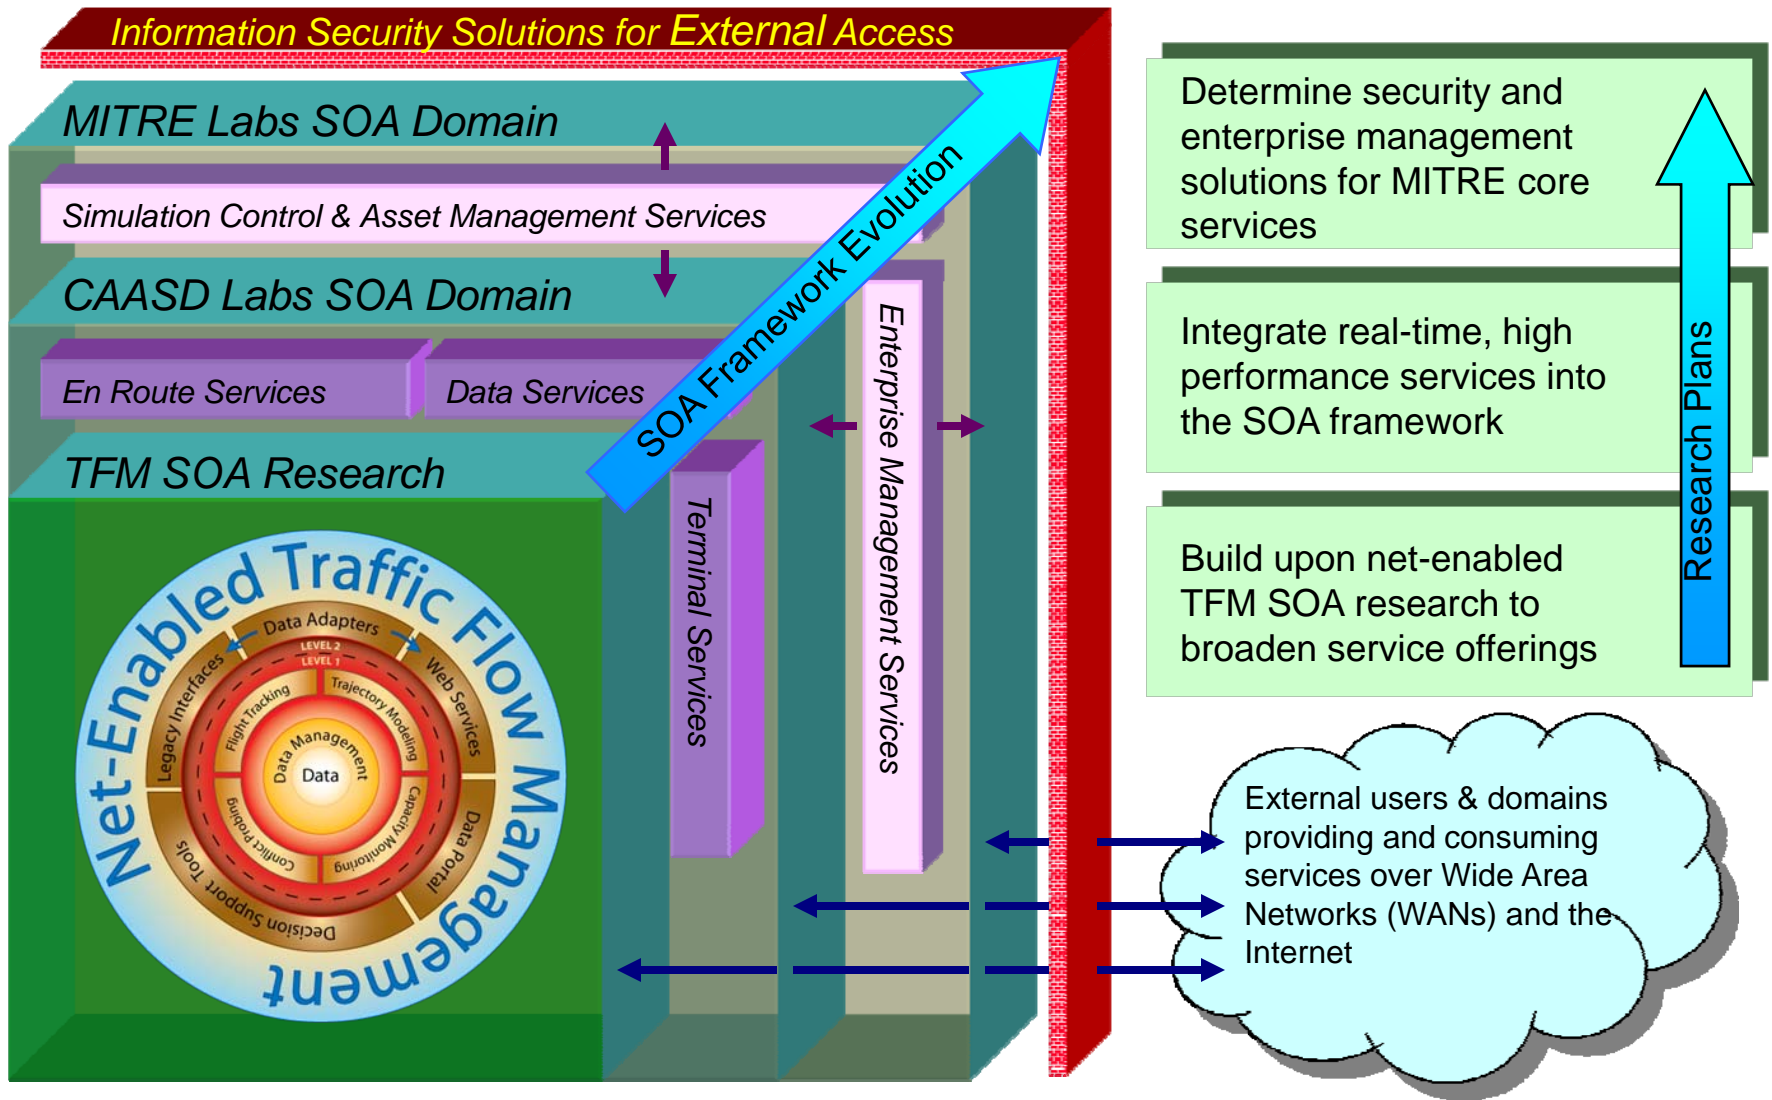 Information Security Solutions for External Access
MITRE Labs SOA Domain
Simulation Control & Asset Management Services
CAASD Labs SOA Domain
En Route Services
Data Services
TFM SOA Research
SOA Framework Evolution
Terminal Services
Enterprise Management Services
Net-Enabled Traffic Flow Management
Data Adapters
Legacy Interfaces
Web Services
Decision Support Tools
Data Portal
LEVEL 2
LEVEL 1
Flight Tracking
Trajectory Modeling
Conflict Probing
Capacity Monitoring
Data Management
Data
Determine security and
enterprise management
solutions for MITRE core
services
Integrate real-time, high
performance services into
the SOA framework
Build upon net-enabled
TFM SOA research to
broaden service offerings
Research Plans
External users & domains
providing and consuming
services over Wide Area
Networks (WANs) and the
Internet